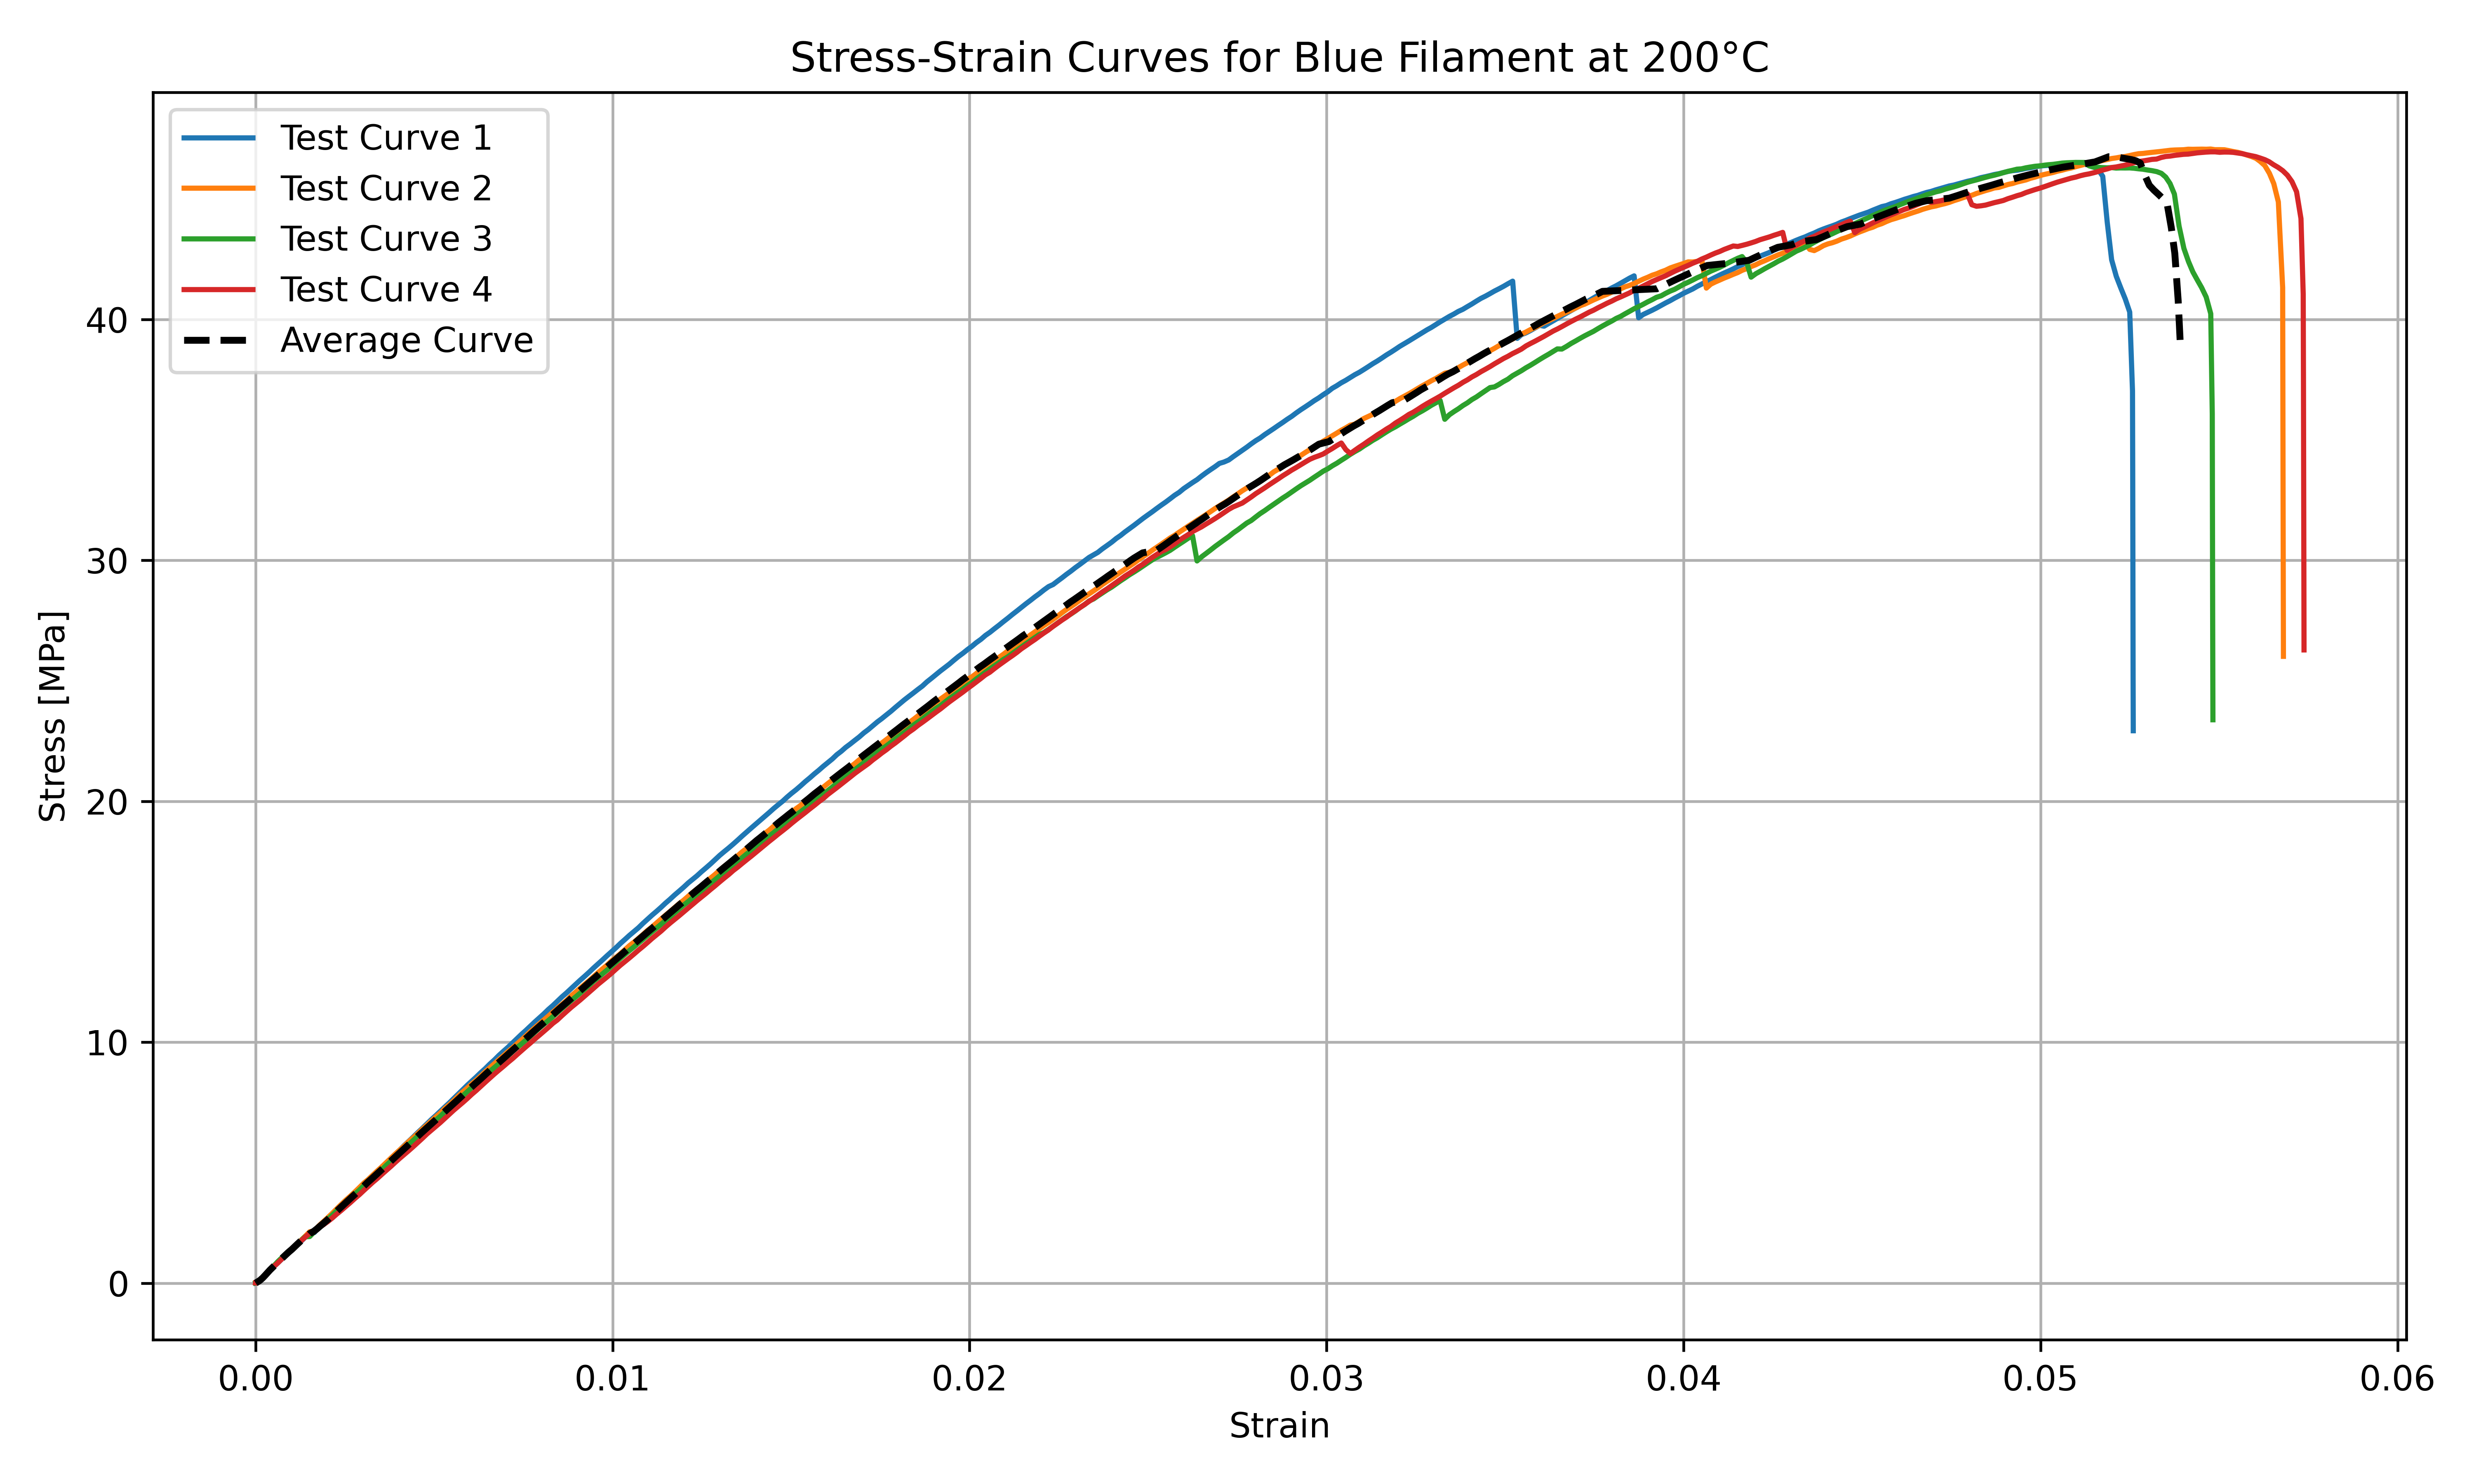 Stress-Strain Curves for Blue Filament at 200°C
Test Curve 1
Test Curve 2
Test Curve 3
Test Curve 4
Average Curve
Stress [MPa]
40
30
20
10
0
0.00 0.01 0.02 0.03 0.04 0.05 0.06
Strain